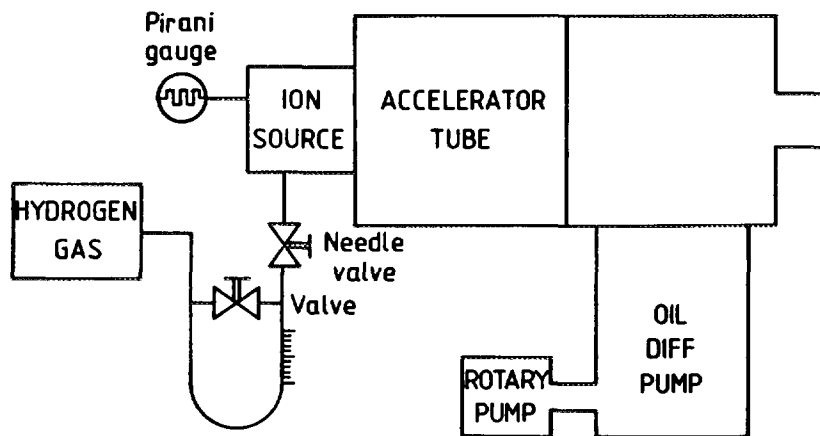 Pirani
gauge
ION
SOURCE
ACCELERATOR
TUBE
HYDROGEN
GAS
Needle
valve
Valve
OIL
DIFF
PUMP
ROTARY
PUMP